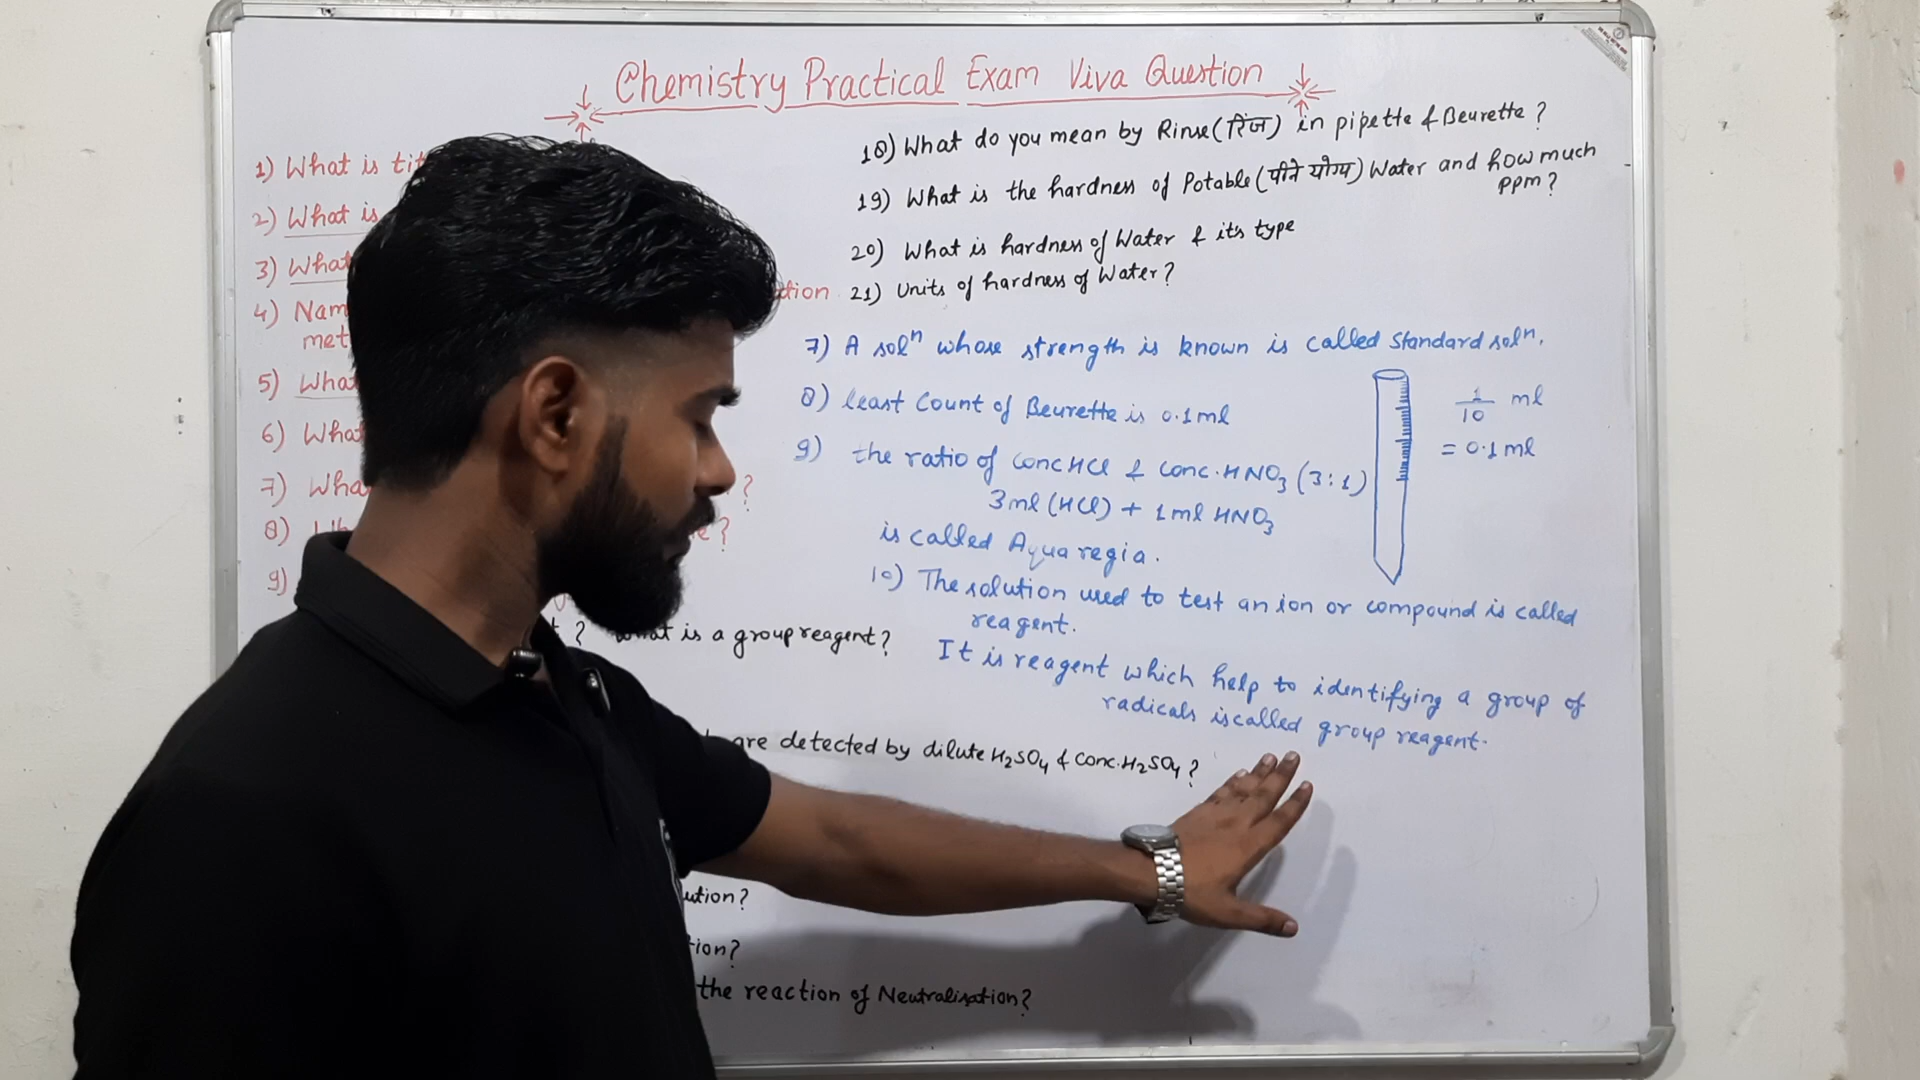 Chemistry Practical Exam Viva Question
1) What is
2) What is
3) What
4) Nam
met
5) What
6) What
7) What
?
8)
?
9)
What is a group reagent?
are detected by dilute H₂SO₄ & Conc. H₂SO₄?
ution?
tion?
the reaction of Neutralisation?
18) What do you mean by Rinse (रिंज) in pipette & Beurette?
19) What is the hardness of Potable (पीने योग्य) Water and how much
ppm?
20) What is hardness of Water & its type
21) Units of hardness of Water?
7) A solⁿ whose strength is known is called Standard solⁿ.
8) least Count of Beurette is 0.1 ml
1/10 ml
= 0.1 ml
9) the ratio of conc HCl & conc. HNO₃ (3:1)
3 ml (HCl) + 1 ml HNO₃
is called Aqua regia.
10) The solution used to test an ion or compound is called
reagent.
It is reagent which help to identifying a group of
radicals is called group reagent.